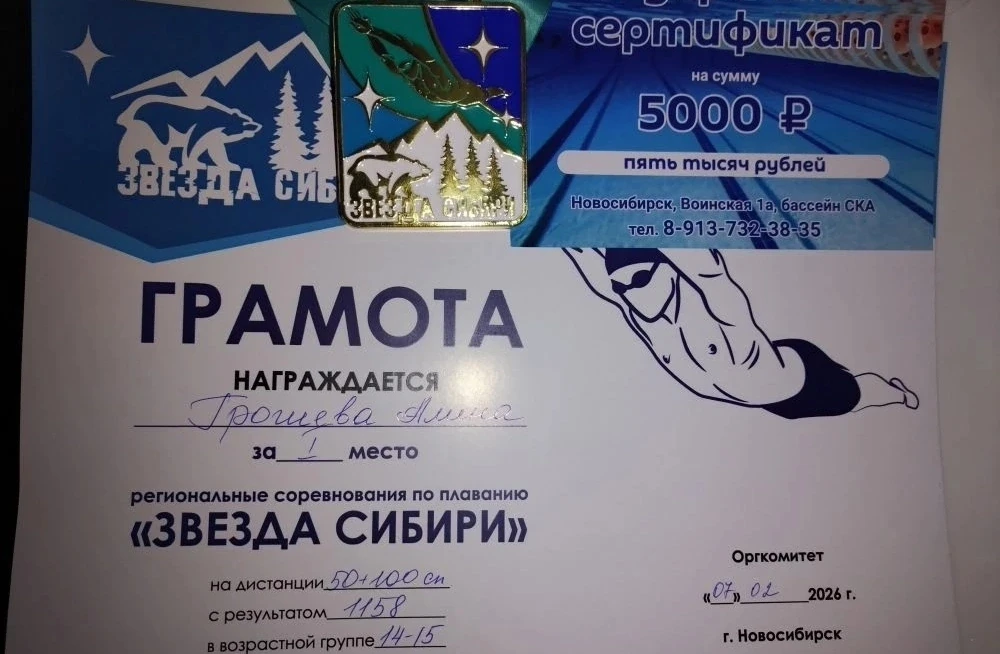 ЗВЕЗДА СИБ
ЗВЕЗДА СИБИРИ
сертификат
на сумму
5000 ₽
пять тысяч рублей
Новосибирск, Воинская 1а, бассейн СКА
тел. 8-913-732-38-35
ГРАМОТА
НАГРАЖДАЕТСЯ
Грошева Алина
за I место
региональные соревнования по плаванию
«ЗВЕЗДА СИБИРИ»
на дистанции 50+100 сп
с результатом 1158
в возрастной группе 14-15
Оргкомитет
«07» 02 2026 г.
г. Новосибирск